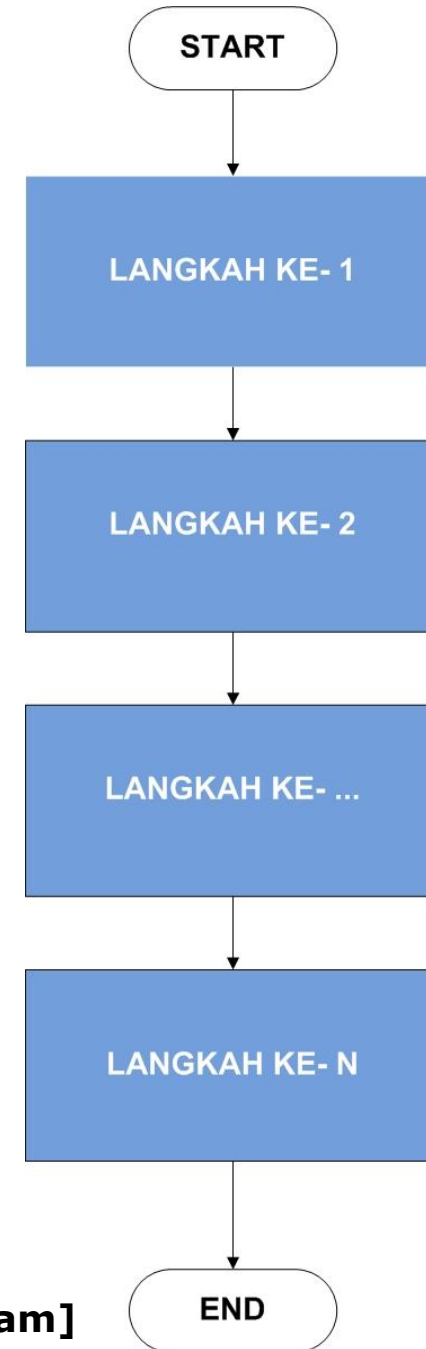 START
LANGKAH KE- 1
LANGKAH KE- 2
LANGKAH KE- ...
LANGKAH KE- N
END